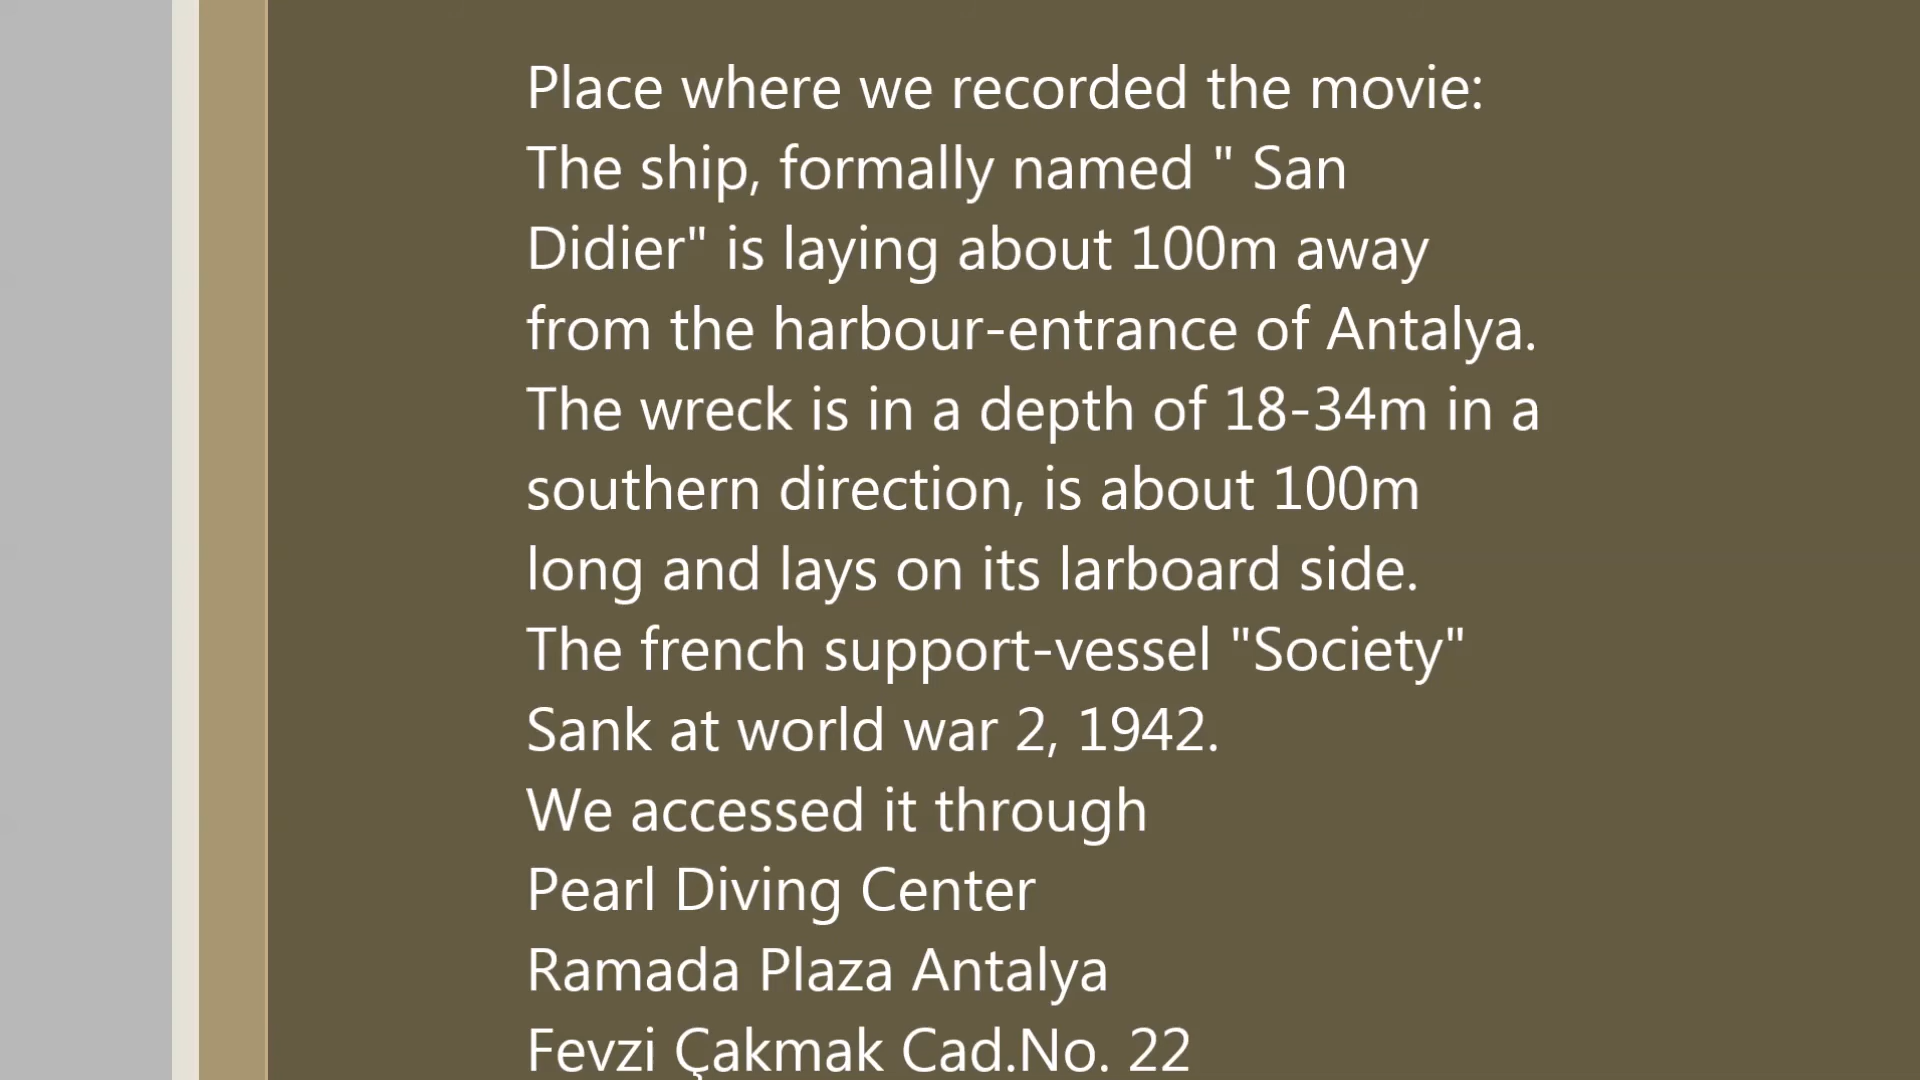 Place where we recorded the movie:
The ship, formally named " San
Didier" is laying about 100m away
from the harbour-entrance of Antalya.
The wreck is in a depth of 18-34m in a
southern direction, is about 100m
long and lays on its larboard side.
The french support-vessel "Society"
Sank at world war 2, 1942.
We accessed it through
Pearl Diving Center
Ramada Plaza Antalya
Fevzi Çakmak Cad.No. 22